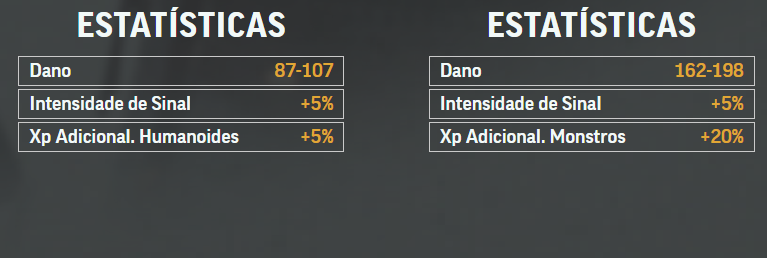 ESTATÍSTICAS
Dano 87-107
Intensidade de Sinal +5%
Xp Adicional. Humanoides +5%
ESTATÍSTICAS
Dano 162-198
Intensidade de Sinal +5%
Xp Adicional. Monstros +20%